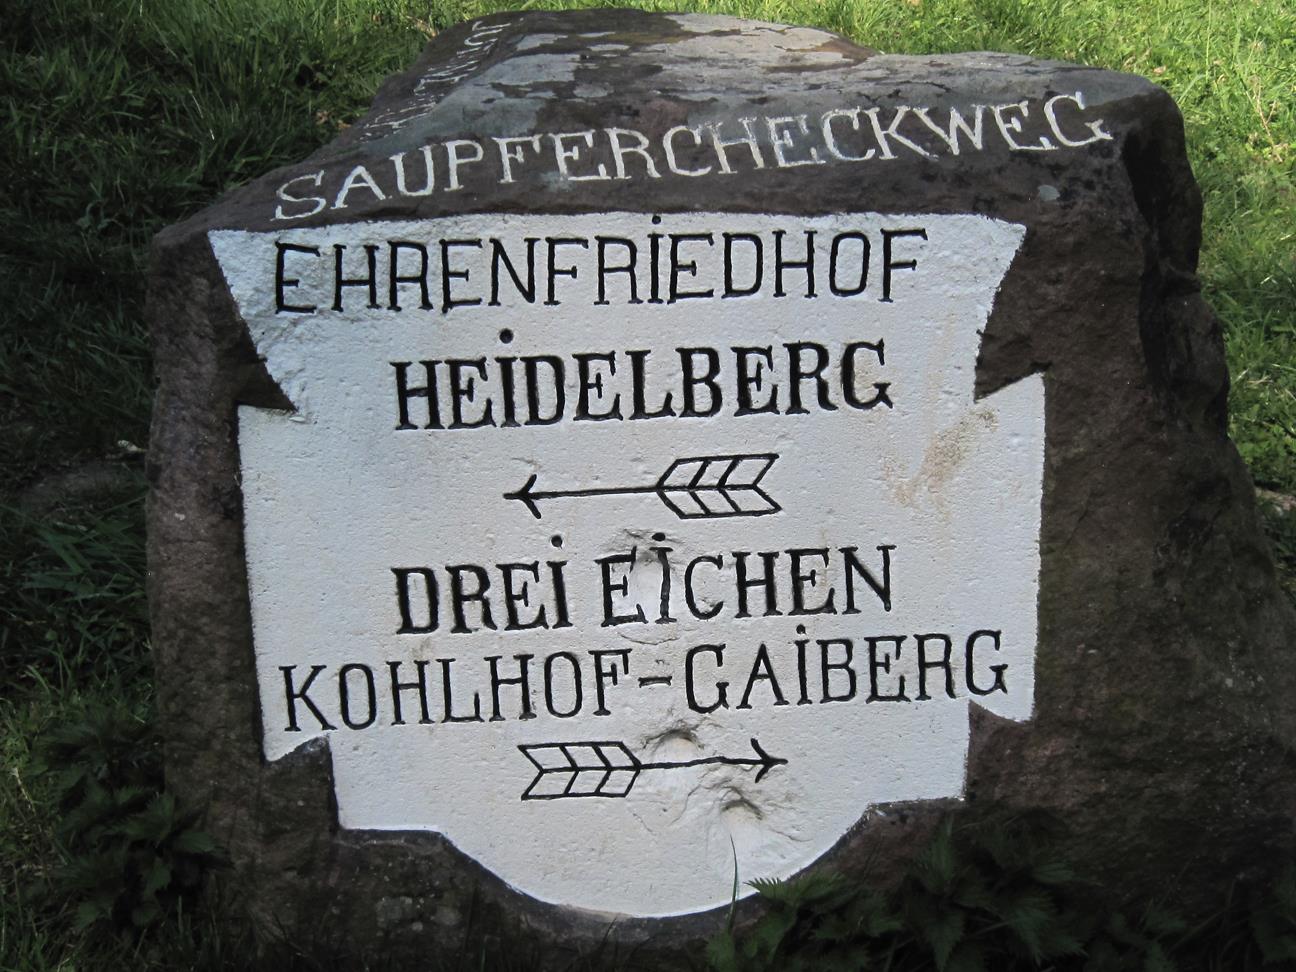 SAUPFERCHECKWEG
EHRENFRIEDHOF
HEIDELBERG
DREI EICHEN
KOHLHOF-GAIBERG